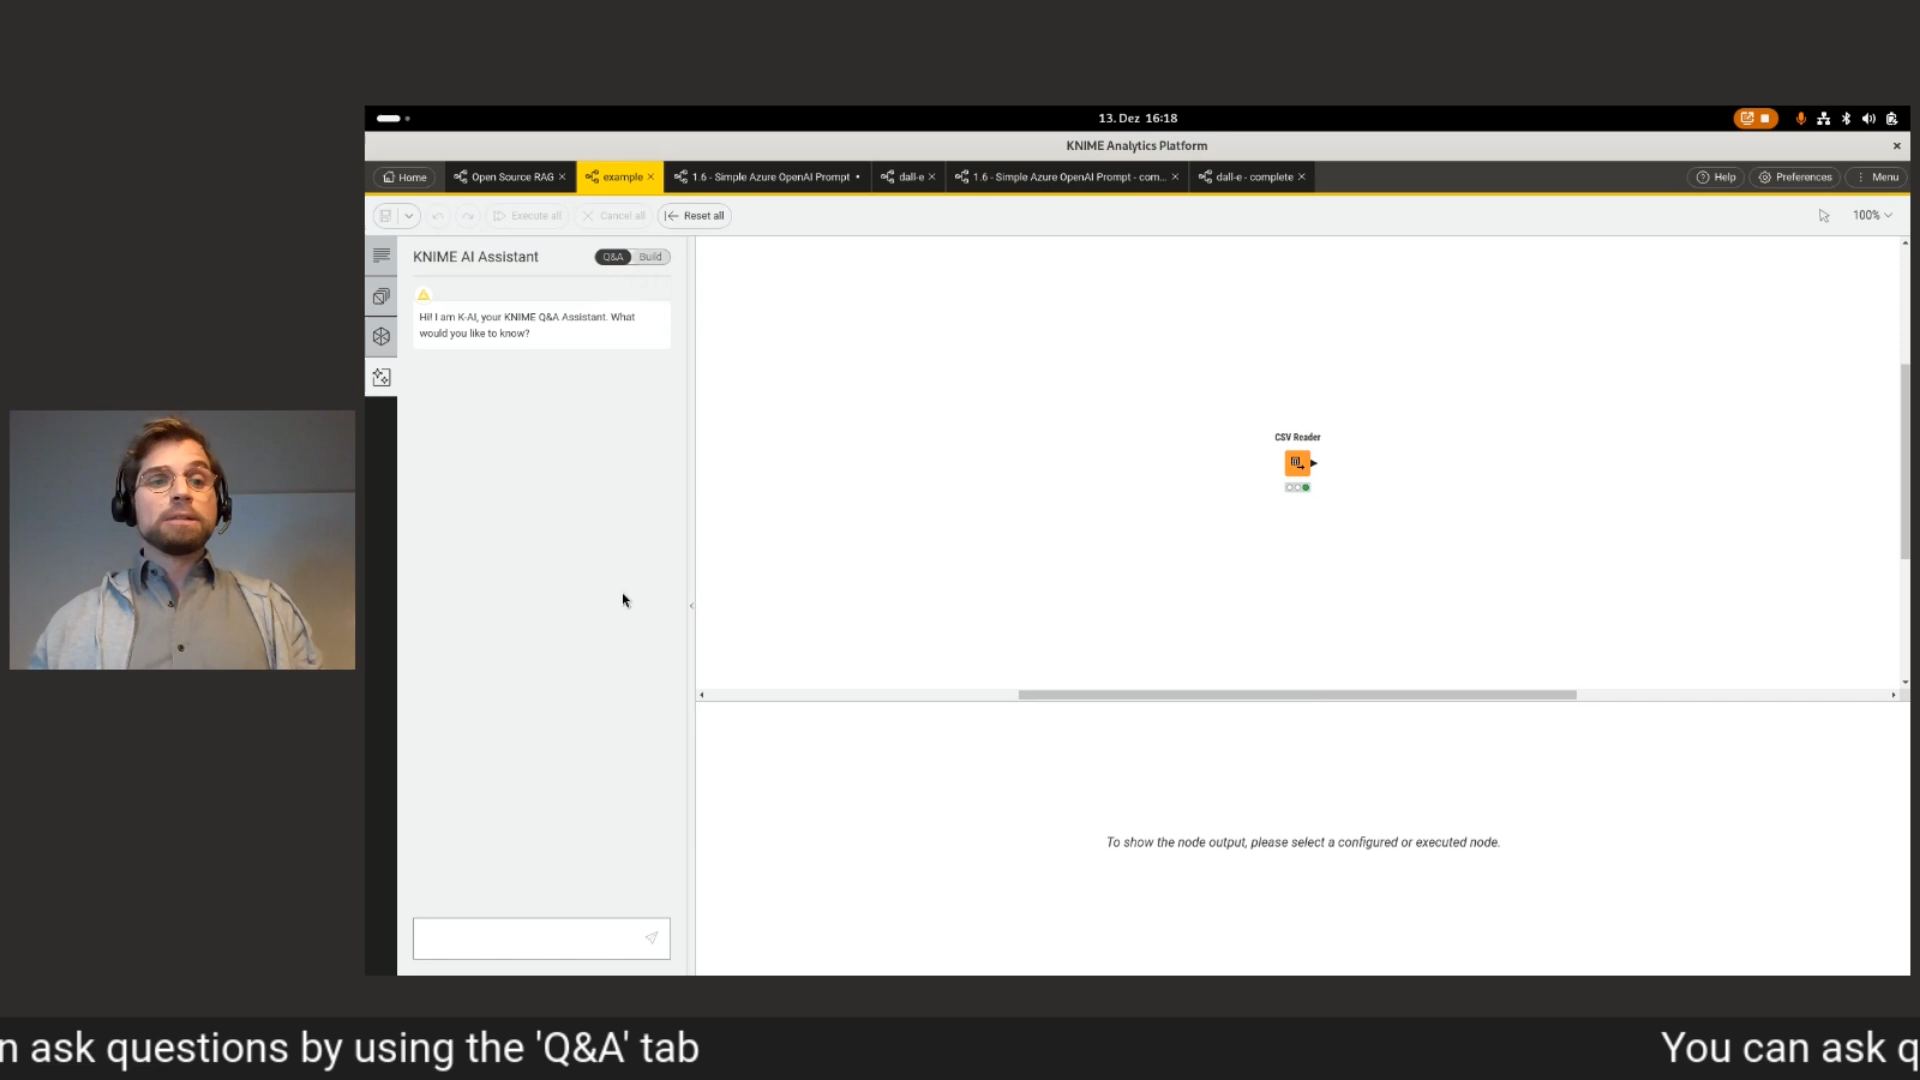 13. Dez 16:18
KNIME Analytics Platform
Home
Open Source RAG
example
1.6 - Simple Azure OpenAI Prompt
dall-e
1.6 - Simple Azure OpenAI Prompt - com...
dall-e - complete
Help
Preferences
Menu
Execute all
Cancel all
Reset all
100%
KNIME AI Assistant
Q&A
Build
Hi! I am K-AI, your KNIME Q&A Assistant. What
would you like to know?
CSV Reader
To show the node output, please select a configured or executed node.
n ask questions by using the 'Q&A' tab
You can ask q